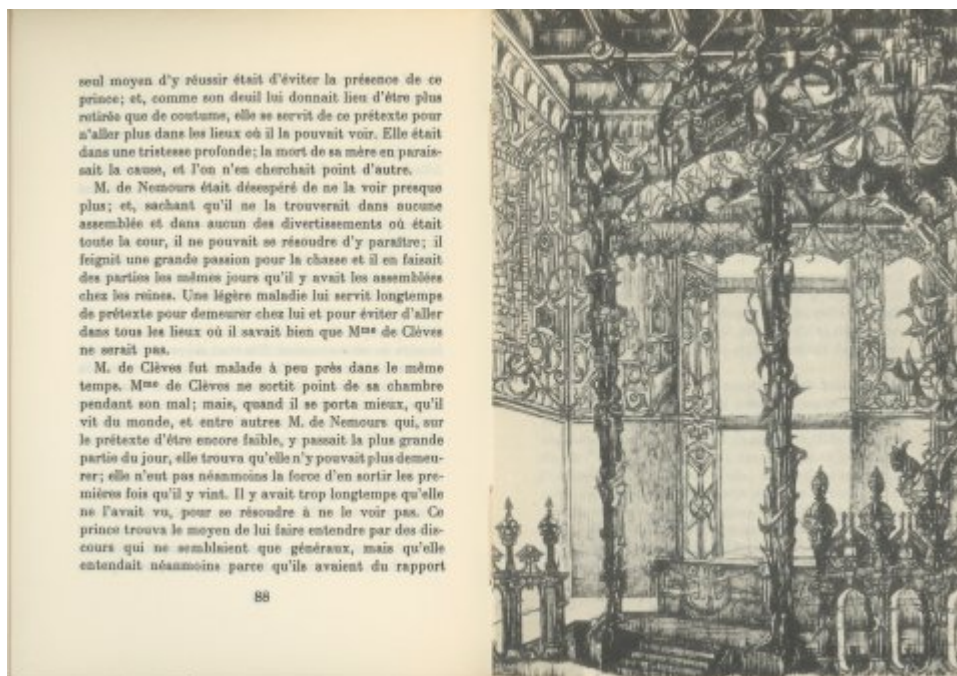 seul moyen d'y réussir était d'éviter la présence de ce
prince; et, comme son deuil lui donnait lieu d'être plus
retirée que de coutume, elle se servit de ce prétexte pour
n'aller plus dans les lieux où il la pouvait voir. Elle était
dans une tristesse profonde; la mort de sa mère en parais-
sait la cause, et l'on n'en cherchait point d'autre.
M. de Nemours était désespéré de ne la voir presque
plus; et, sachant qu'il ne la trouverait dans aucune
assemblée et dans aucun des divertissements où était
toute la cour, il ne pouvait se résoudre d'y paraître; il
feignit une grande passion pour la chasse et il en faisait
des parties les mêmes jours qu'il y avait les assemblées
chez les reines. Une légère maladie lui servit longtemps
de prétexte pour demeurer chez lui et pour éviter d'aller
dans tous les lieux où il savait bien que Mme de Clèves
ne serait pas.
M. de Clèves fut malade à peu près dans le même
temps. Mme de Clèves ne sortit point de sa chambre
pendant son mal; mais, quand il se porta mieux, qu'il
vit du monde, et entre autres M. de Nemours qui, sur
le prétexte d'être encore faible, y passait la plus grande
partie du jour, elle trouva qu'elle n'y pouvait plus demeu-
rer; elle n'eut pas néanmoins la force d'en sortir les pre-
mières fois qu'il y vint. Il y avait trop longtemps qu'elle
ne l'avait vu, pour se résoudre à ne le voir pas. Ce
prince trouva le moyen de lui faire entendre par des dis-
cours qui ne semblaient que généraux, mais qu'elle
entendait néanmoins parce qu'ils avaient du rapport
88